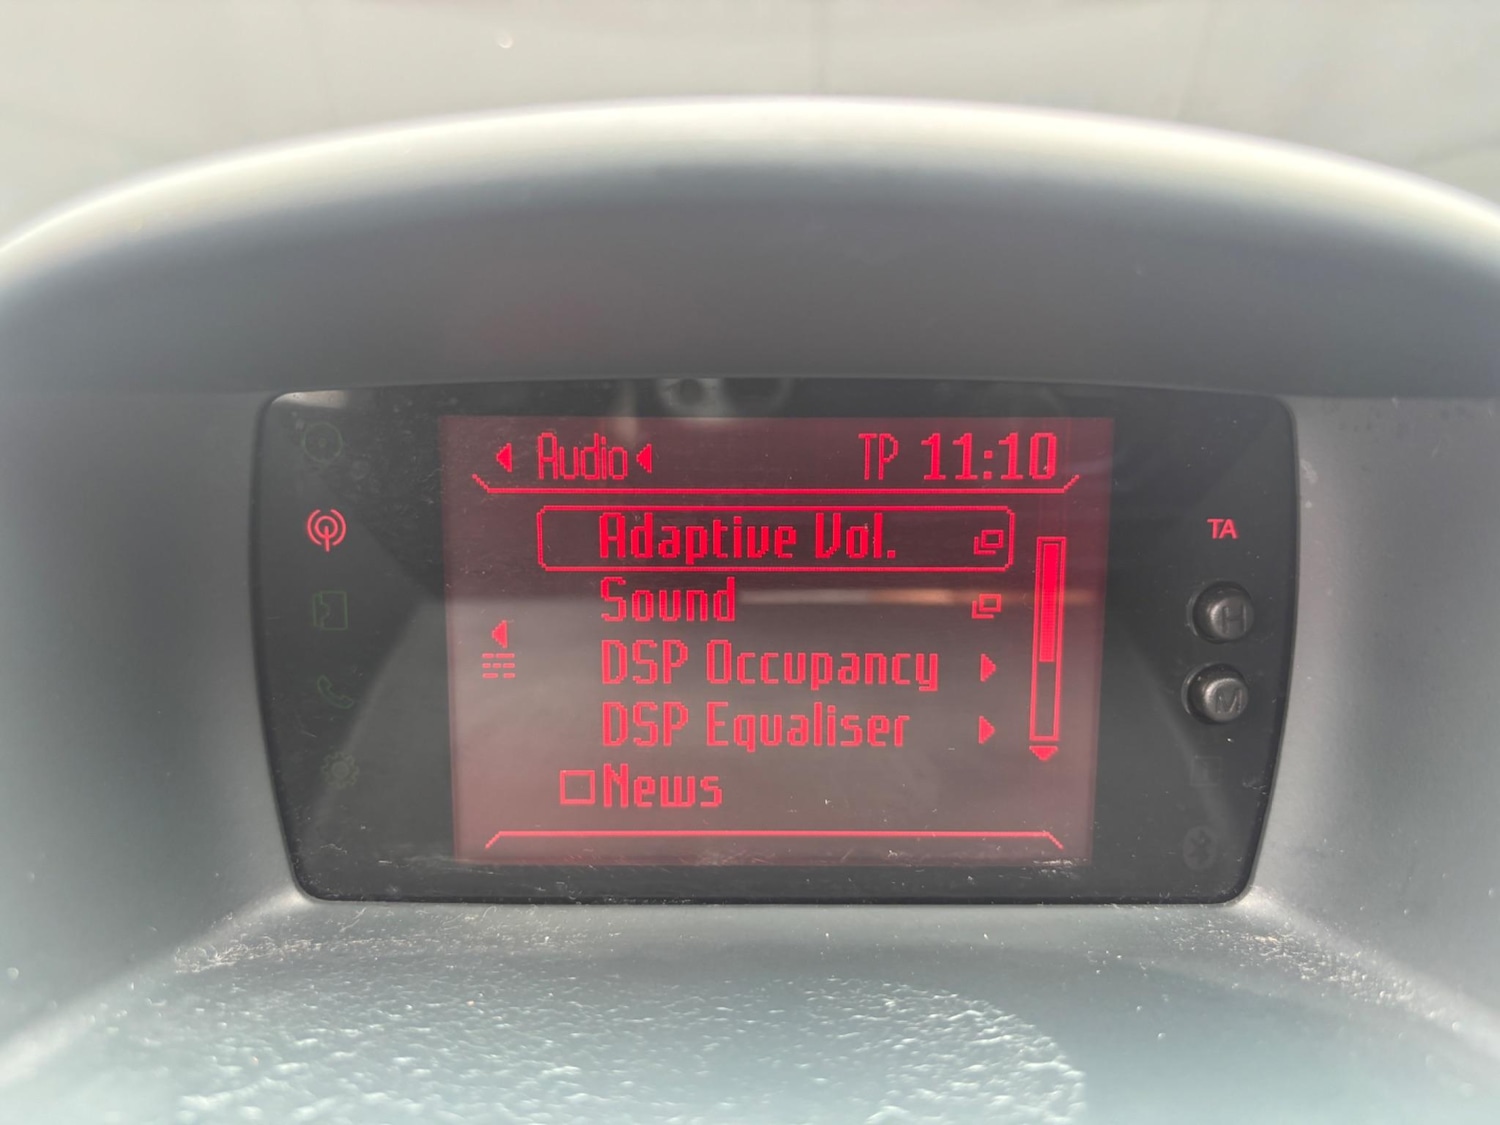 Audio TP 11:10
Adaptive Vol.
Sound
DSP Occupancy
DSP Equaliser
News
TA
H
M